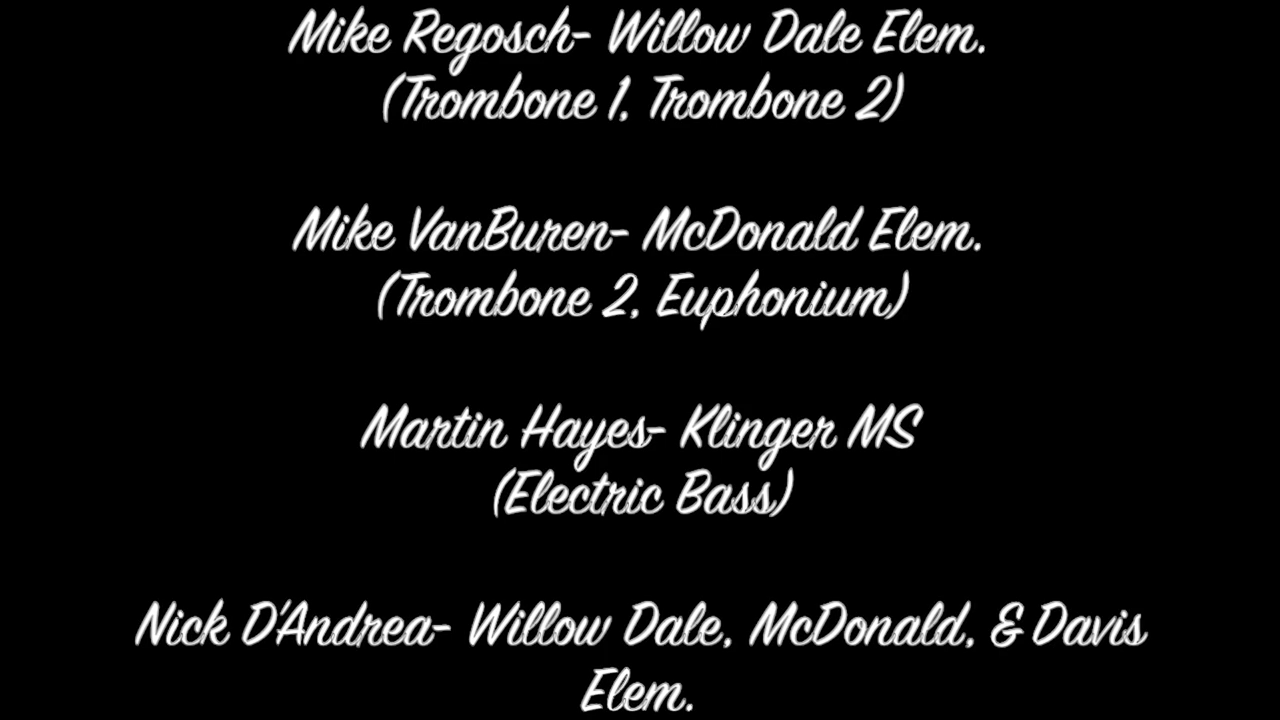 Mike Regosch- Willow Dale Elem.
(Trombone 1, Trombone 2)
Mike VanBuren- McDonald Elem.
(Trombone 2, Euphonium)
Martin Hayes- Klinger MS
(Electric Bass)
Nick D'Andrea- Willow Dale, McDonald, & Davis
Elem.